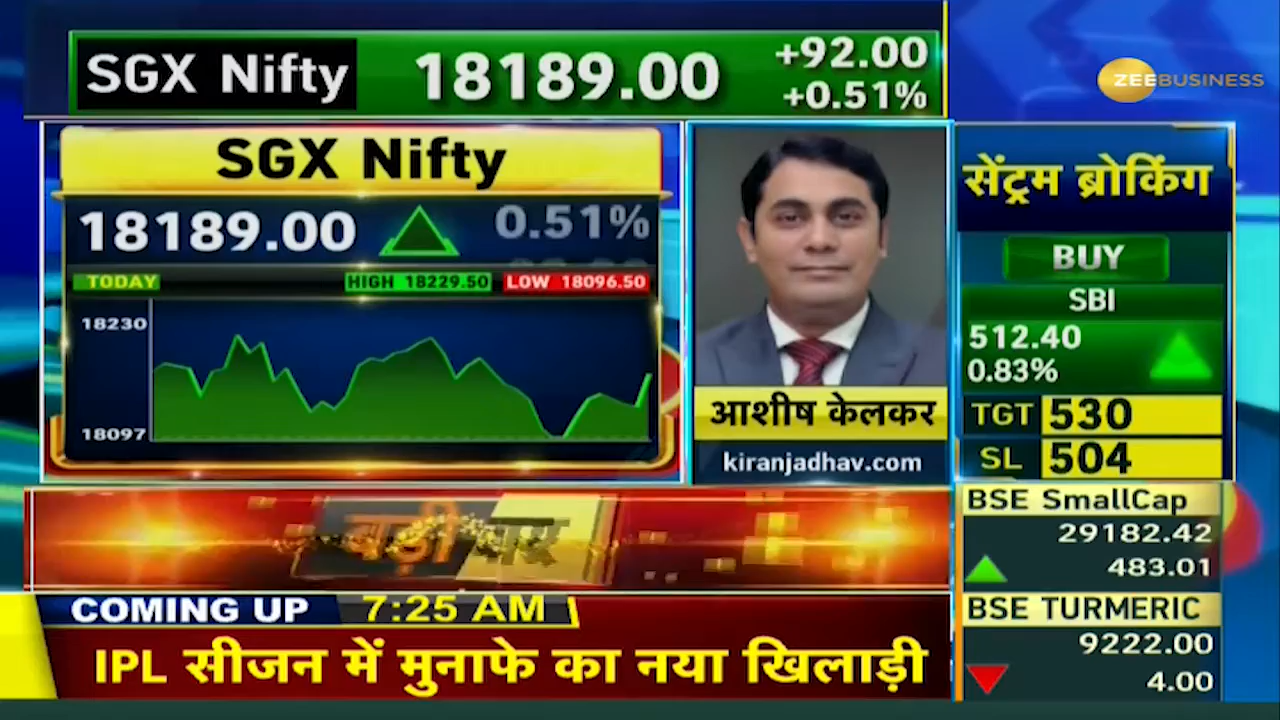 SGX Nifty
18189.00
+92.00
+0.51%
ZEEBUSINESS
SGX Nifty
18189.00
0.51%
TODAY
HIGH 18229.50
LOW 18096.50
18230
18097
आशीष केलकर
kiranjadhav.com
सेंट्रम ब्रोकिंग
BUY
SBI
512.40
0.83%
TGT 530
SL 504
BSE SmallCap
29182.42
483.01
BSE TURMERIC
9222.00
4.00
बड़ी
COMING UP 7:25 AM
IPL सीजन में मुनाफे का नया खिलाड़ी